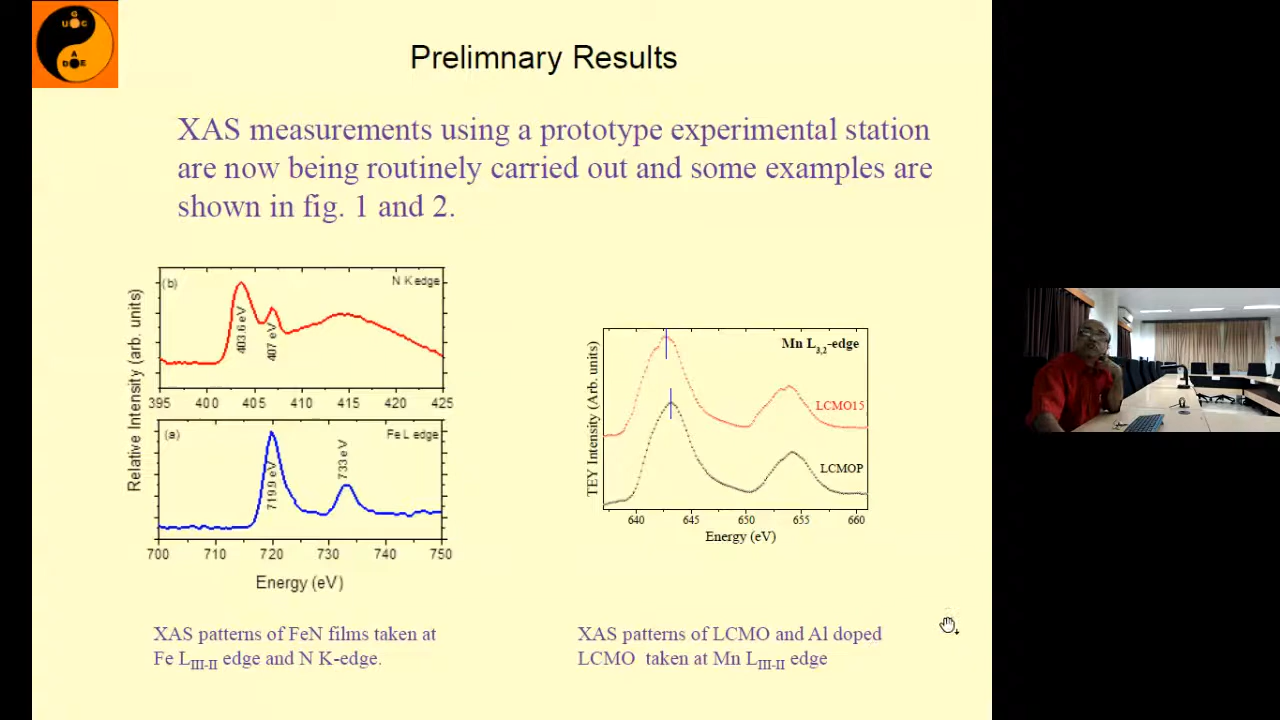 G
U G C
A
D E
Prelimnary Results
XAS measurements using a prototype experimental station
are now being routinely carried out and some examples are
shown in fig. 1 and 2.
Relative Intensity (arb. units)
(b)
N K edge
403.6 eV
407 eV
395 400 405 410 415 420 425
(a)
Fe L edge
719.9 eV
733 eV
700 710 720 730 740 750
Energy (eV)
TEY Intensity (Arb. units)
Mn L3,2-edge
LCMO15
LCMOP
640 645 650 655 660
Energy (eV)
XAS patterns of FeN films taken at
Fe LIII-II edge and N K-edge.
XAS patterns of LCMO and Al doped
LCMO taken at Mn LIII-II edge